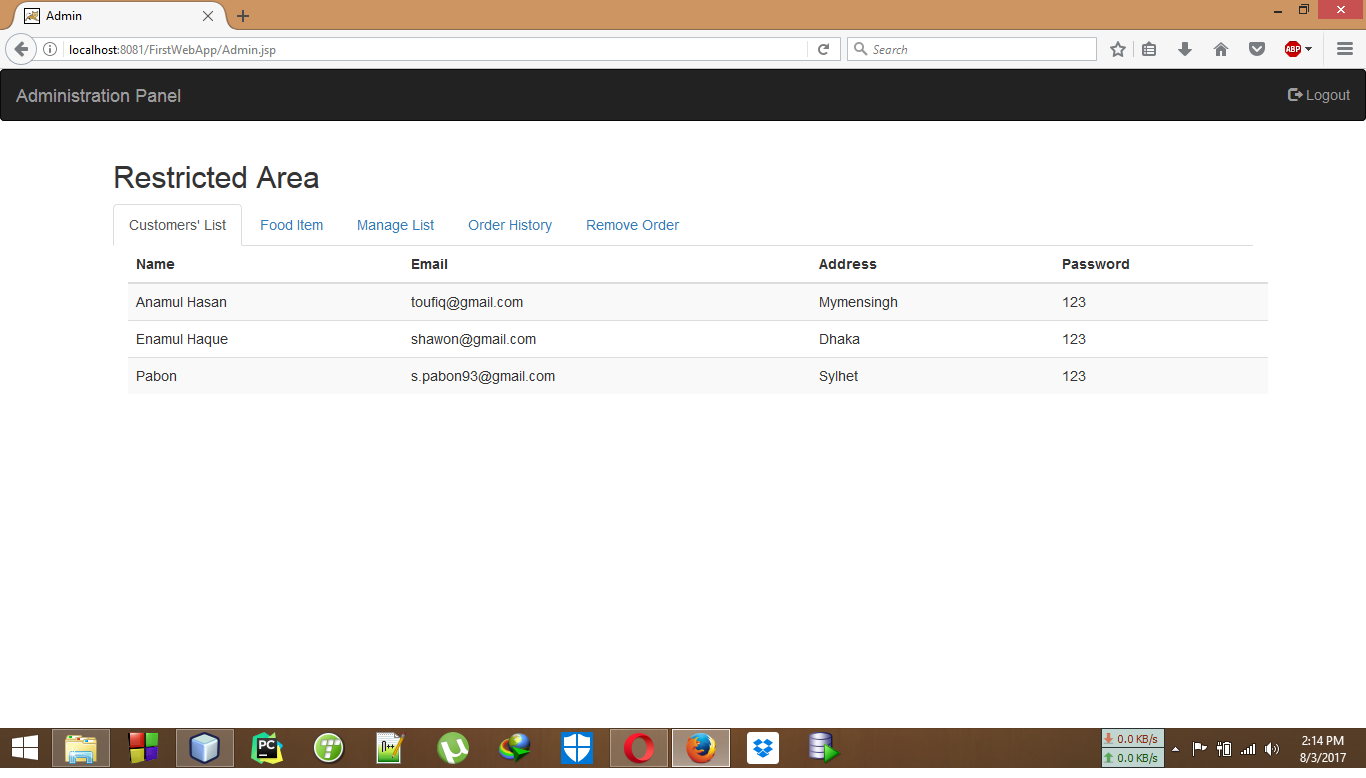 Admin
localhost:8081/FirstWebApp/Admin.jsp
Search
ABP
Administration Panel
Logout
Restricted Area
Customers' List Food Item Manage List Order History Remove Order
Name Email Address Password
Anamul Hasan toufiq@gmail.com Mymensingh 123
Enamul Haque shawon@gmail.com Dhaka 123
Pabon s.pabon93@gmail.com Sylhet 123
PC
0.0 KB/s
0.0 KB/s
2:14 PM
8/3/2017